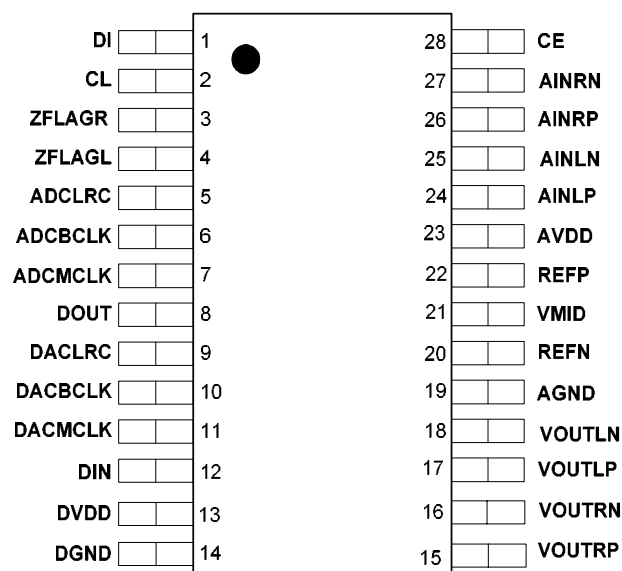 DI 1 28 CE
CL 2 27 AINRN
ZFLAGR 3 26 AINRP
ZFLAGL 4 25 AINLN
ADCLRC 5 24 AINLP
ADCBCLK 6 23 AVDD
ADCMCLK 7 22 REFP
DOUT 8 21 VMID
DACLRC 9 20 REFN
DACBCLK 10 19 AGND
DACMCLK 11 18 VOUTLN
DIN 12 17 VOUTLP
DVDD 13 16 VOUTRN
DGND 14 15 VOUTRP